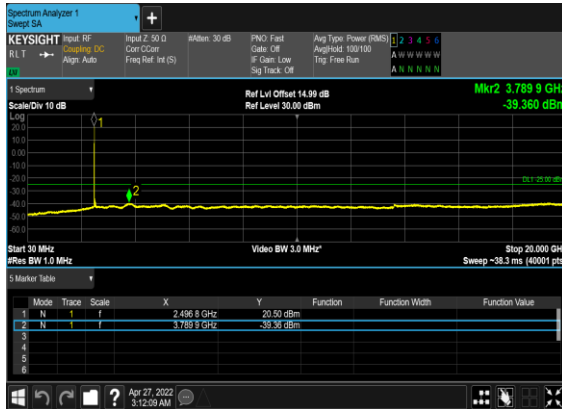 Spectrum Analyzer 1
Swept SA
+
KEYSIGHT Input: RF Input Z: 50 Ω #Atten: 30 dB PNO: Fast Avg Type: Power (RMS) 1 2 3 4 5 6
RLT Coupling: DC Corr CCorr Gate: Off Avg|Hold: 100/100 A W W W W W
Align: Auto Freq Ref: Int (S) IF Gain: Low Trig: Free Run
Sig Track: Off A N N N N N
1 Spectrum Ref Lvl Offset 14.99 dB Mkr2 3.789 9 GHz
Scale/Div 10 dB Ref Level 30.00 dBm -39.360 dBm
Log
20.0
10.0
0.00
-10.0
-20.0
-30.0
-40.0
-50.0
-60.0
1
2
DL1 -25.00 dBm
Start 30 MHz Video BW 3.0 MHz* Stop 20.000 GHz
#Res BW 1.0 MHz Sweep ~38.3 ms (40001 pts)
5 Marker Table
Mode Trace Scale X Y Function Function Width Function Value
1 N 1 f 2.496 8 GHz 20.50 dBm
2 N 1 f 3.789 9 GHz -39.36 dBm
3
4
5
6
? Apr 27, 2022
3:12:09 AM